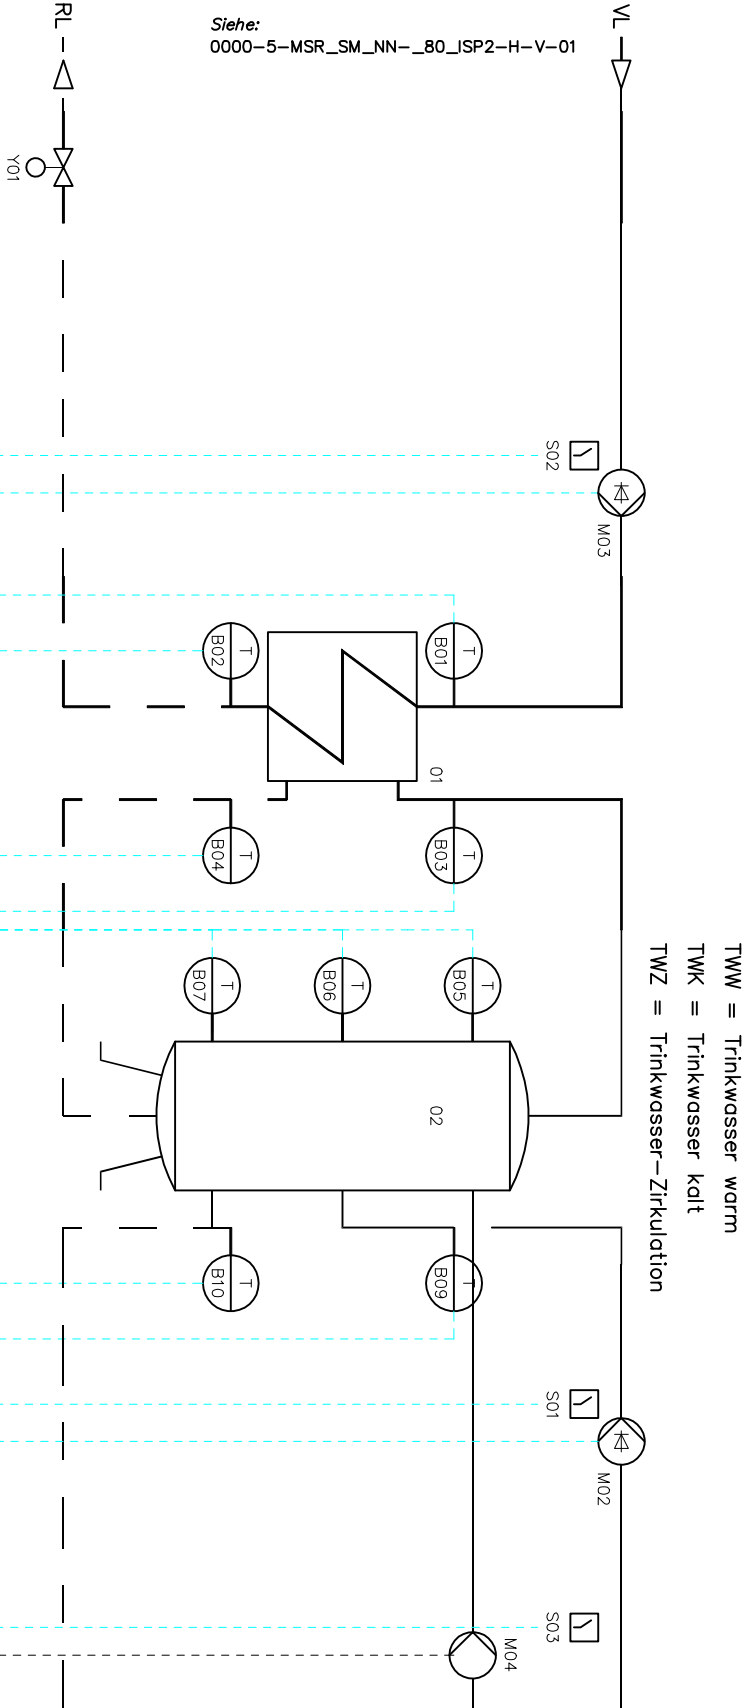 RL
Siehe:
0000-5-MSR_SM_NN-_80_ISP2-H-V-01
VL
Y01
S02
M03
T
B02
T
B01
01
T
B04
T
B03
T
B07
T
B06
T
B05
TWW = Trinkwasser warm
TWK = Trinkwasser kalt
TWZ = Trinkwasser-Zirkulation
02
T
B10
T
B09
S01
M02
S03
M04